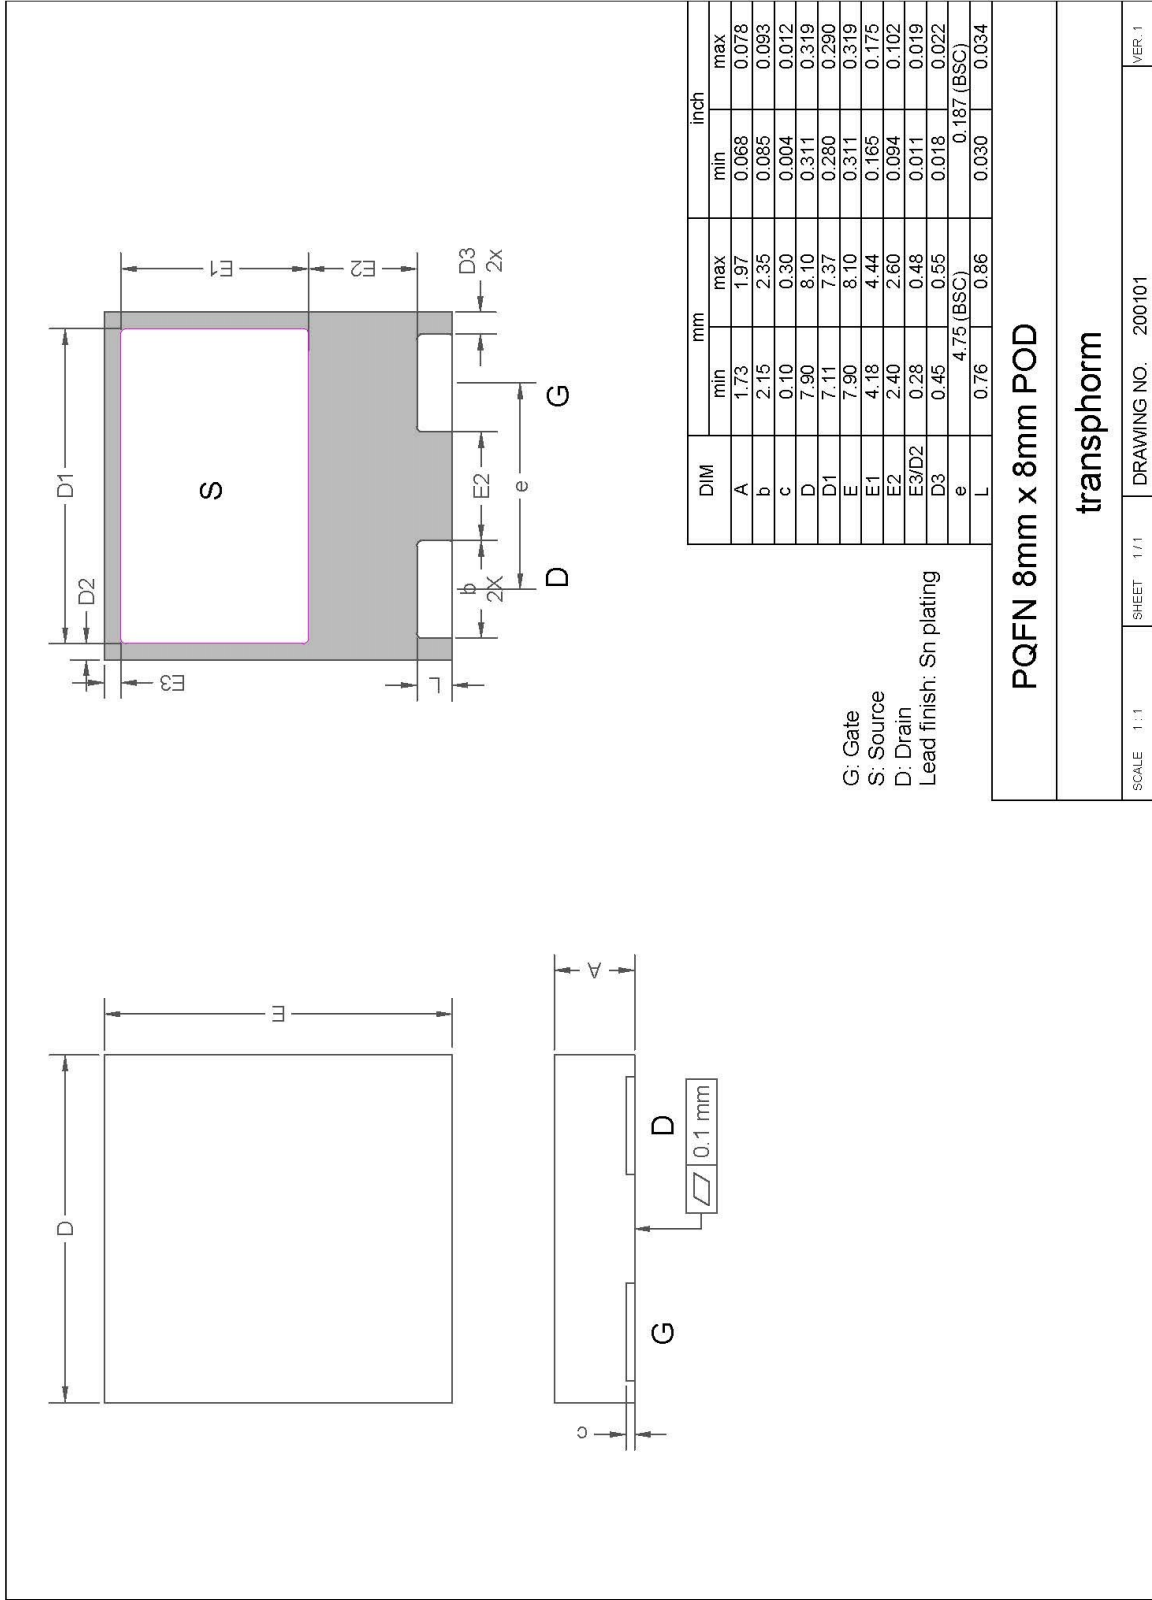 D
E
A
c
G
D
0.1 mm
D2
D1
E3
S
E1
E2
L
b
2X
E2
D3
2x
e
D
G
G: Gate
S: Source
D: Drain
Lead finish: Sn plating
DIM mm inch
min max min max
A 1.73 1.97 0.068 0.078
b 2.15 2.35 0.085 0.093
c 0.10 0.30 0.004 0.012
D 7.90 8.10 0.311 0.319
D1 7.11 7.37 0.280 0.290
E 7.90 8.10 0.311 0.319
E1 4.18 4.44 0.165 0.175
E2 2.40 2.60 0.094 0.102
E3/D2 0.28 0.48 0.011 0.019
D3 0.45 0.55 0.018 0.022
e 4.75 (BSC) 0.187 (BSC)
L 0.76 0.86 0.030 0.034
PQFN 8mm x 8mm POD
transphorm
SCALE 1 : 1 SHEET 1 / 1 DRAWING NO. 200101 VER. 1